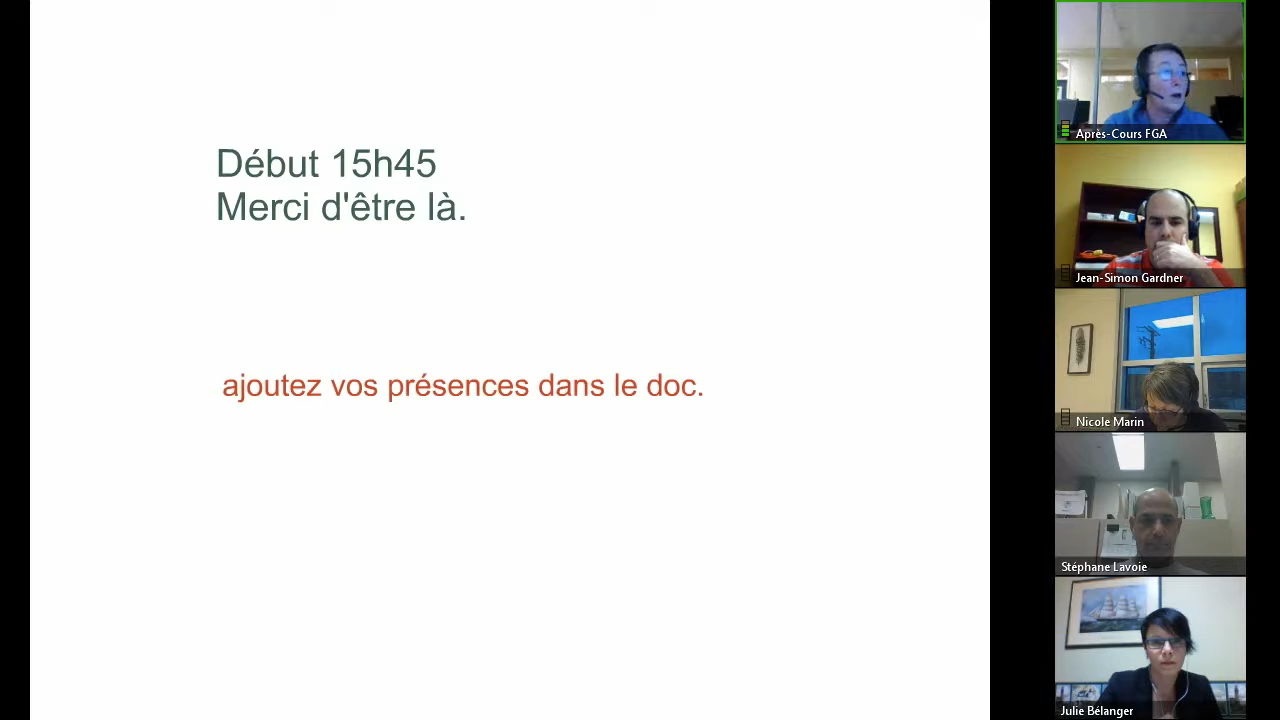 Début 15h45
Merci d'être là.
ajoutez vos présences dans le doc.
Après-Cours FGA
Jean-Simon Gardner
Nicole Marin
Stéphane Lavoie
Julie Bélanger